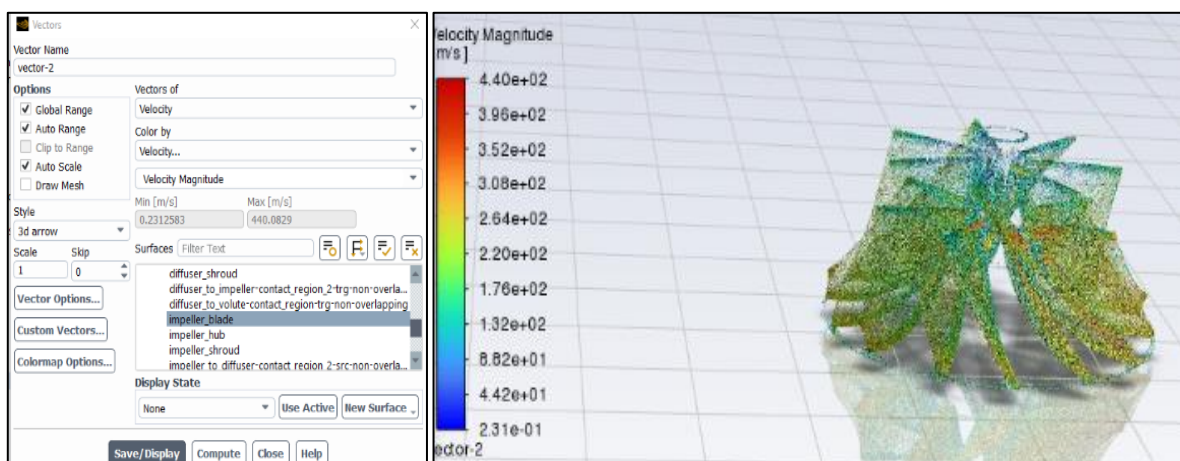 Vectors
Vector Name
vector-2
Options
Global Range
Auto Range
Clip to Range
Auto Scale
Draw Mesh
Style
3d arrow
Scale Skip
1 0
Vector Options...
Custom Vectors...
Colormap Options...
Vectors of
Velocity
Color by
Velocity...
Velocity Magnitude
Min [m/s] Max [m/s]
0.2312583 440.0829
Surfaces Filter Text
diffuser_shroud
diffuser_to_impeller-contact_region_2-trg-non-overla...
diffuser_to_volute-contact_region-trg-non-overlapping
impeller_blade
impeller_hub
impeller_shroud
impeller_to_diffuser-contact_region_2-src-non-overla...
Display State
None Use Active New Surface
Save/Display Compute Close Help
elocity Magnitude
m/s ]
4.40e+02
3.96e+02
3.52e+02
3.08e+02
2.64e+02
2.20e+02
1.76e+02
1.32e+02
8.82e+01
4.42e+01
2.31e-01
ector-2